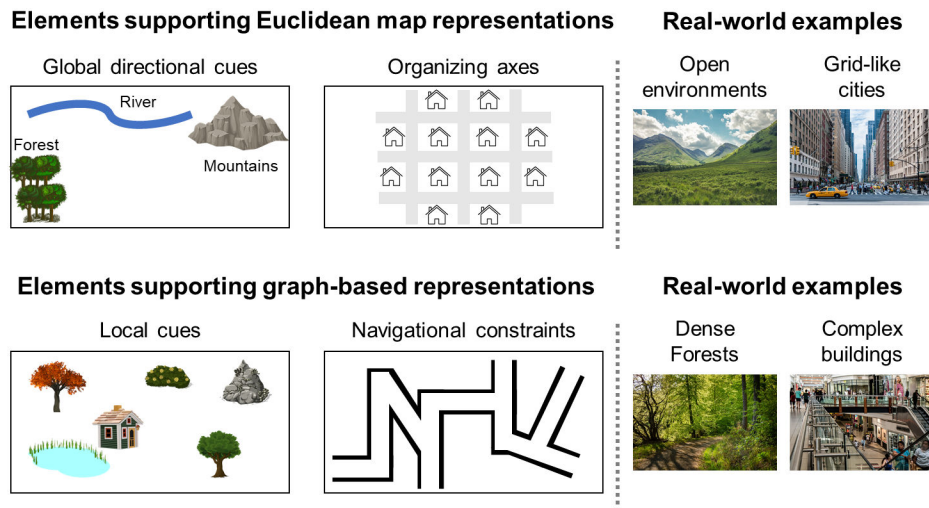 Elements supporting Euclidean map representations
Real-world examples
Global directional cues
Organizing axes
Open
environments
Grid-like
cities
River
Forest
Mountains
Elements supporting graph-based representations
Real-world examples
Local cues
Navigational constraints
Dense
Forests
Complex
buildings